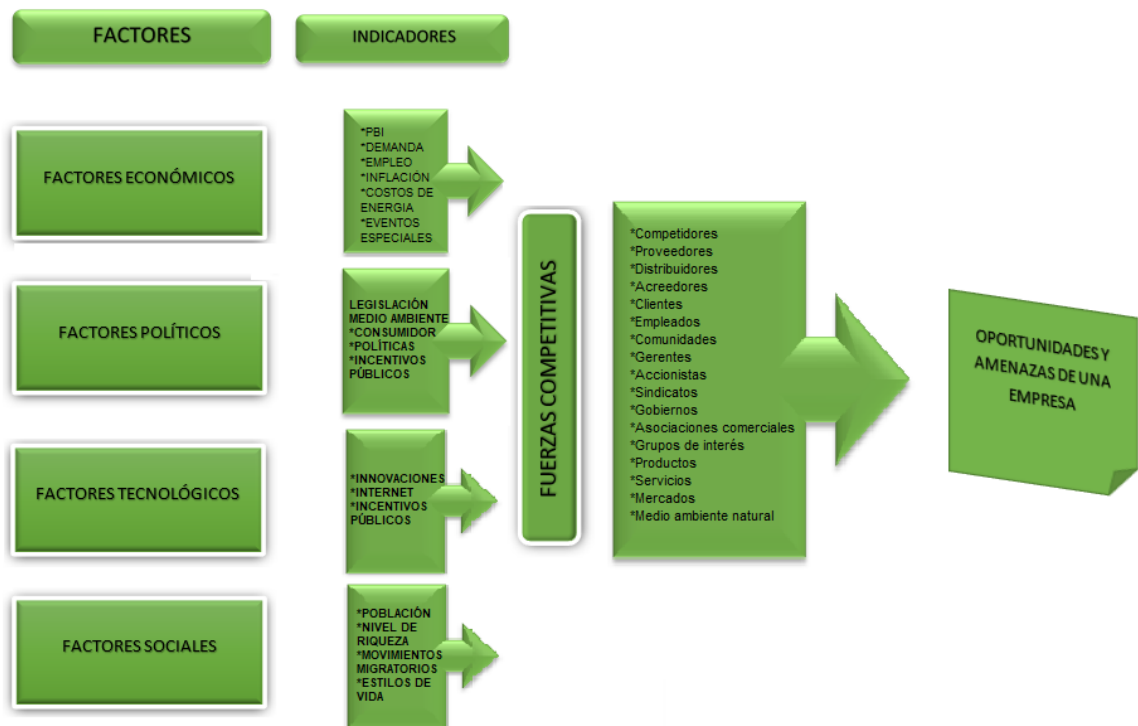 FACTORES
INDICADORES
FACTORES ECONÓMICOS
*PBI
*DEMANDA
*EMPLEO
*INFLACIÓN
*COSTOS DE
ENERGIA
*EVENTOS
ESPECIALES
FACTORES POLÍTICOS
LEGISLACIÓN
MEDIO AMBIENTE
*CONSUMIDOR
*POLÍTICAS
*INCENTIVOS
PÚBLICOS
FACTORES TECNOLÓGICOS
*INNOVACIONES
*INTERNET
*INCENTIVOS
PÚBLICOS
FACTORES SOCIALES
*POBLACIÓN
*NIVEL DE
RIQUEZA
*MOVIMIENTOS
MIGRATORIOS
*ESTILOS DE
VIDA
FUERZAS COMPETITIVAS
*Competidores
*Proveedores
*Distribuidores
*Acreedores
*Clientes
*Empleados
*Comunidades
*Gerentes
*Accionistas
*Sindicatos
*Gobiernos
*Asociaciones comerciales
*Grupos de interés
*Productos
*Servicios
*Mercados
*Medio ambiente natural
OPORTUNIDADES Y
AMENAZAS DE UNA
EMPRESA